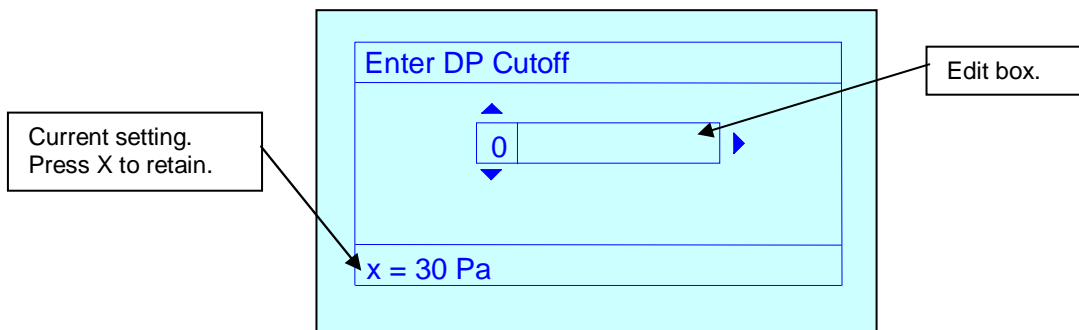 Enter DP Cutoff
Edit box.
Current setting.
Press X to retain.
0
x = 30 Pa